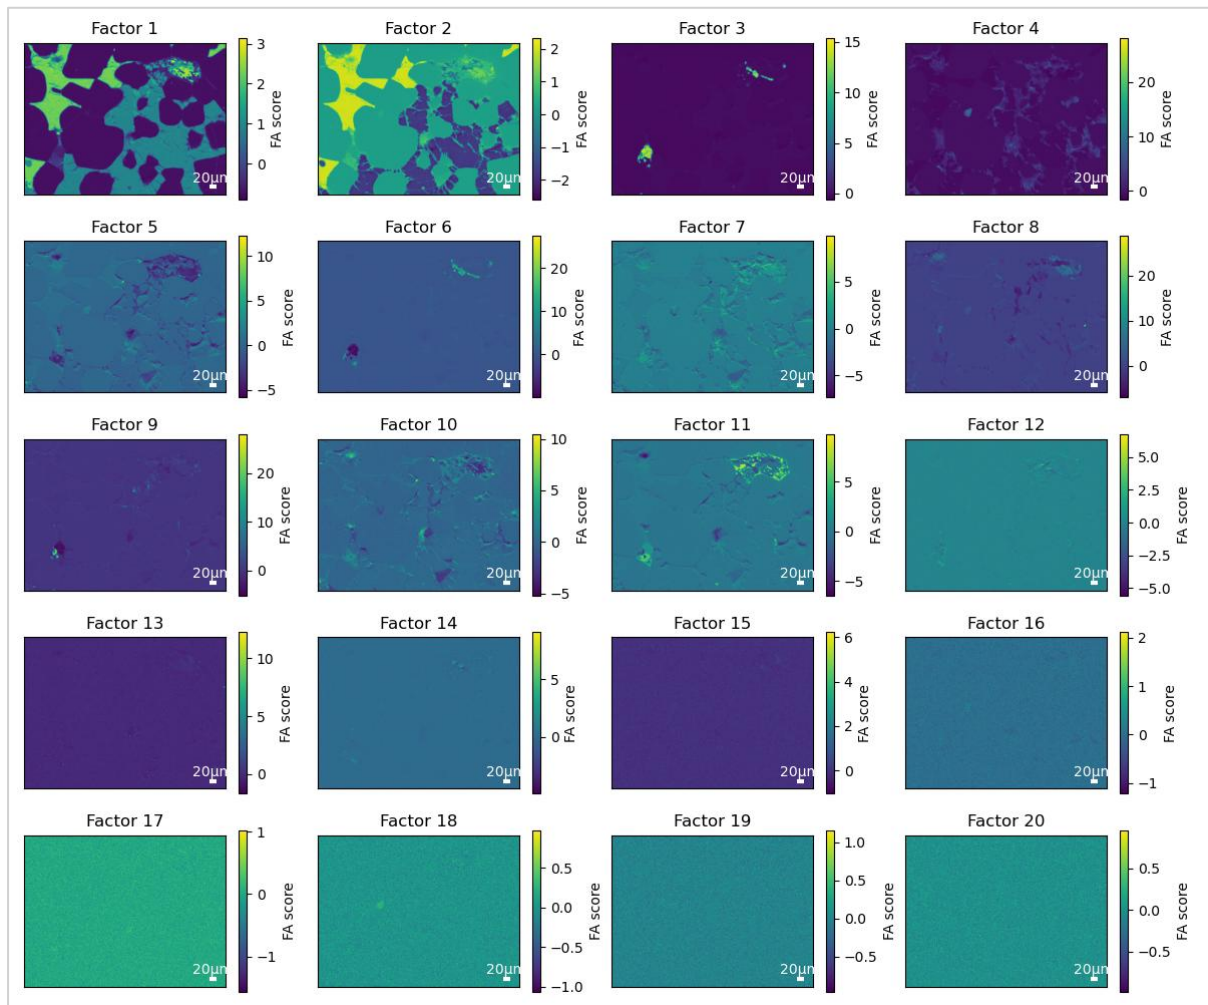 Factor 1 Factor 2 Factor 3 Factor 4
3
2
1
0
FA score
20μm
2
1
0
−1
−2
FA score
20μm
15
10
5
0
FA score
20μm
20
10
0
FA score
20μm
Factor 5 Factor 6 Factor 7 Factor 8
10
5
0
−5
FA score
20μm
20
10
0
FA score
20μm
5
0
−5
FA score
20μm
20
10
0
FA score
20μm
Factor 9 Factor 10 Factor 11 Factor 12
20
10
0
FA score
20μm
10
5
0
−5
FA score
20μm
5
0
−5
FA score
20μm
5.0
2.5
0.0
−2.5
−5.0
FA score
20μm
Factor 13 Factor 14 Factor 15 Factor 16
10
5
0
FA score
20μm
5
0
FA score
20μm
6
4
2
0
FA score
20μm
2
1
0
−1
FA score
20μm
Factor 17 Factor 18 Factor 19 Factor 20
1
0
−1
FA score
20μm
0.5
0.0
−0.5
−1.0
FA score
20μm
1.0
0.5
0.0
−0.5
FA score
20μm
0.5
0.0
−0.5
FA score
20μm